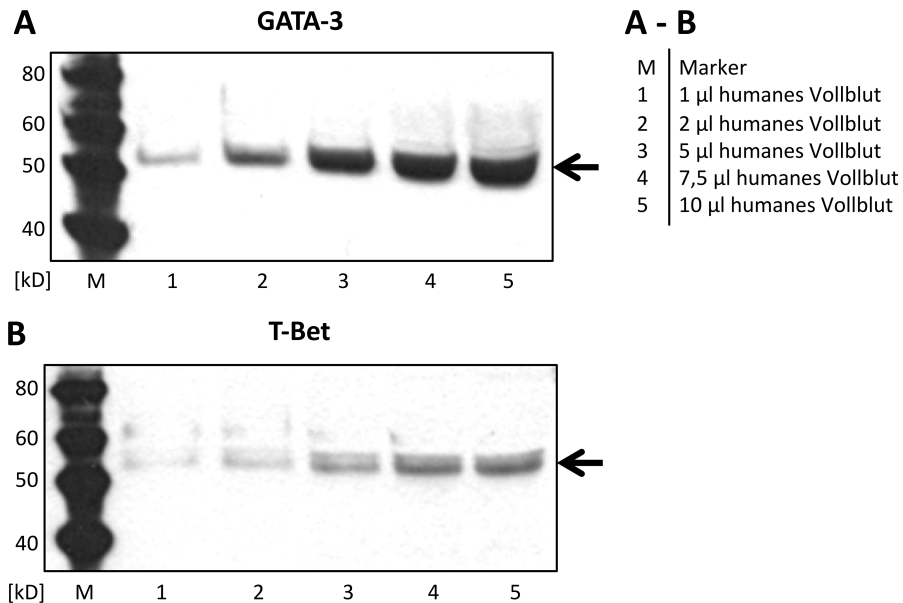 A
GATA-3
80
60
50
40
[kD] M 1 2 3 4 5
B
T-Bet
80
60
50
40
[kD] M 1 2 3 4 5
A - B
M Marker
1 1 µl humanes Vollblut
2 2 µl humanes Vollblut
3 5 µl humanes Vollblut
4 7,5 µl humanes Vollblut
5 10 µl humanes Vollblut